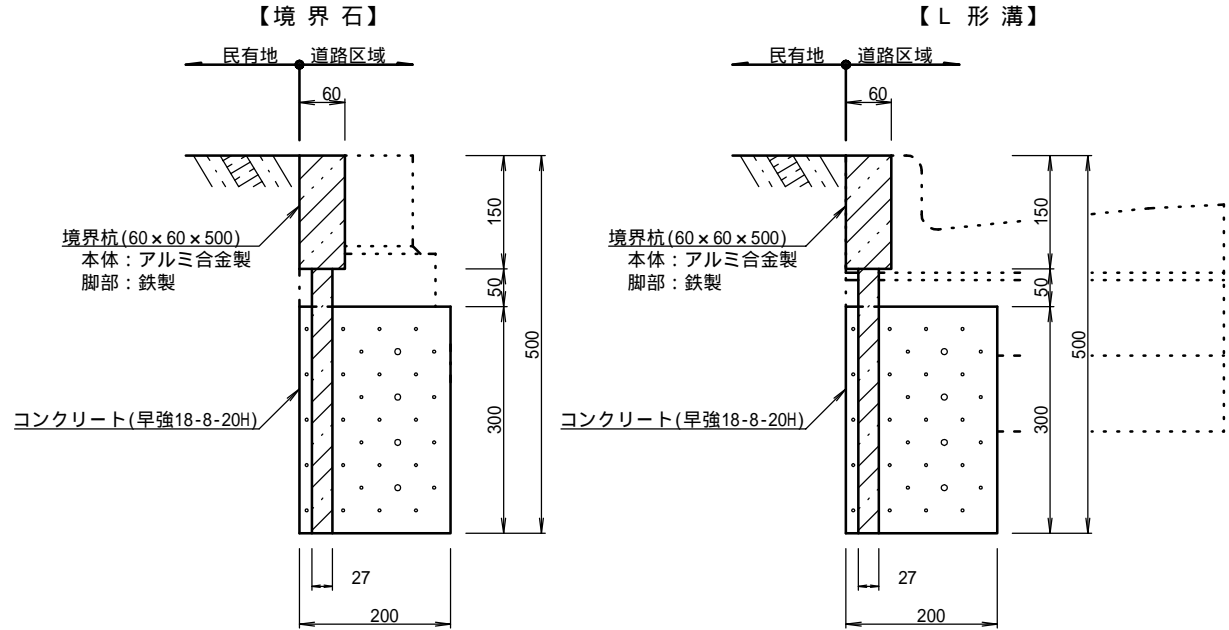 【境 界 石】
民有地
道路区域
60
150
境界杭(60×60×500)
本体：アルミ合金製
脚部：鉄製
50
500
300
コンクリート(早強18-8-20H)
27
200
【L 形 溝】
民有地
道路区域
60
150
境界杭(60×60×500)
本体：アルミ合金製
脚部：鉄製
50
500
300
コンクリート(早強18-8-20H)
27
200